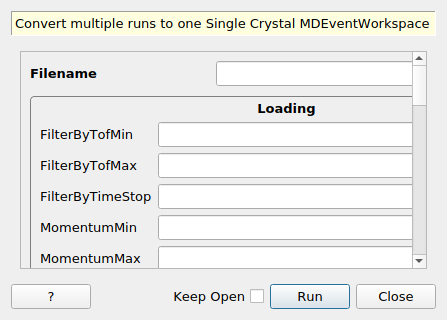 Convert multiple runs to one Single Crystal MDEventWorkspace
Filename
Loading
FilterByTofMin
FilterByTofMax
FilterByTimeStop
MomentumMin
MomentumMax
? Keep Open Run Close